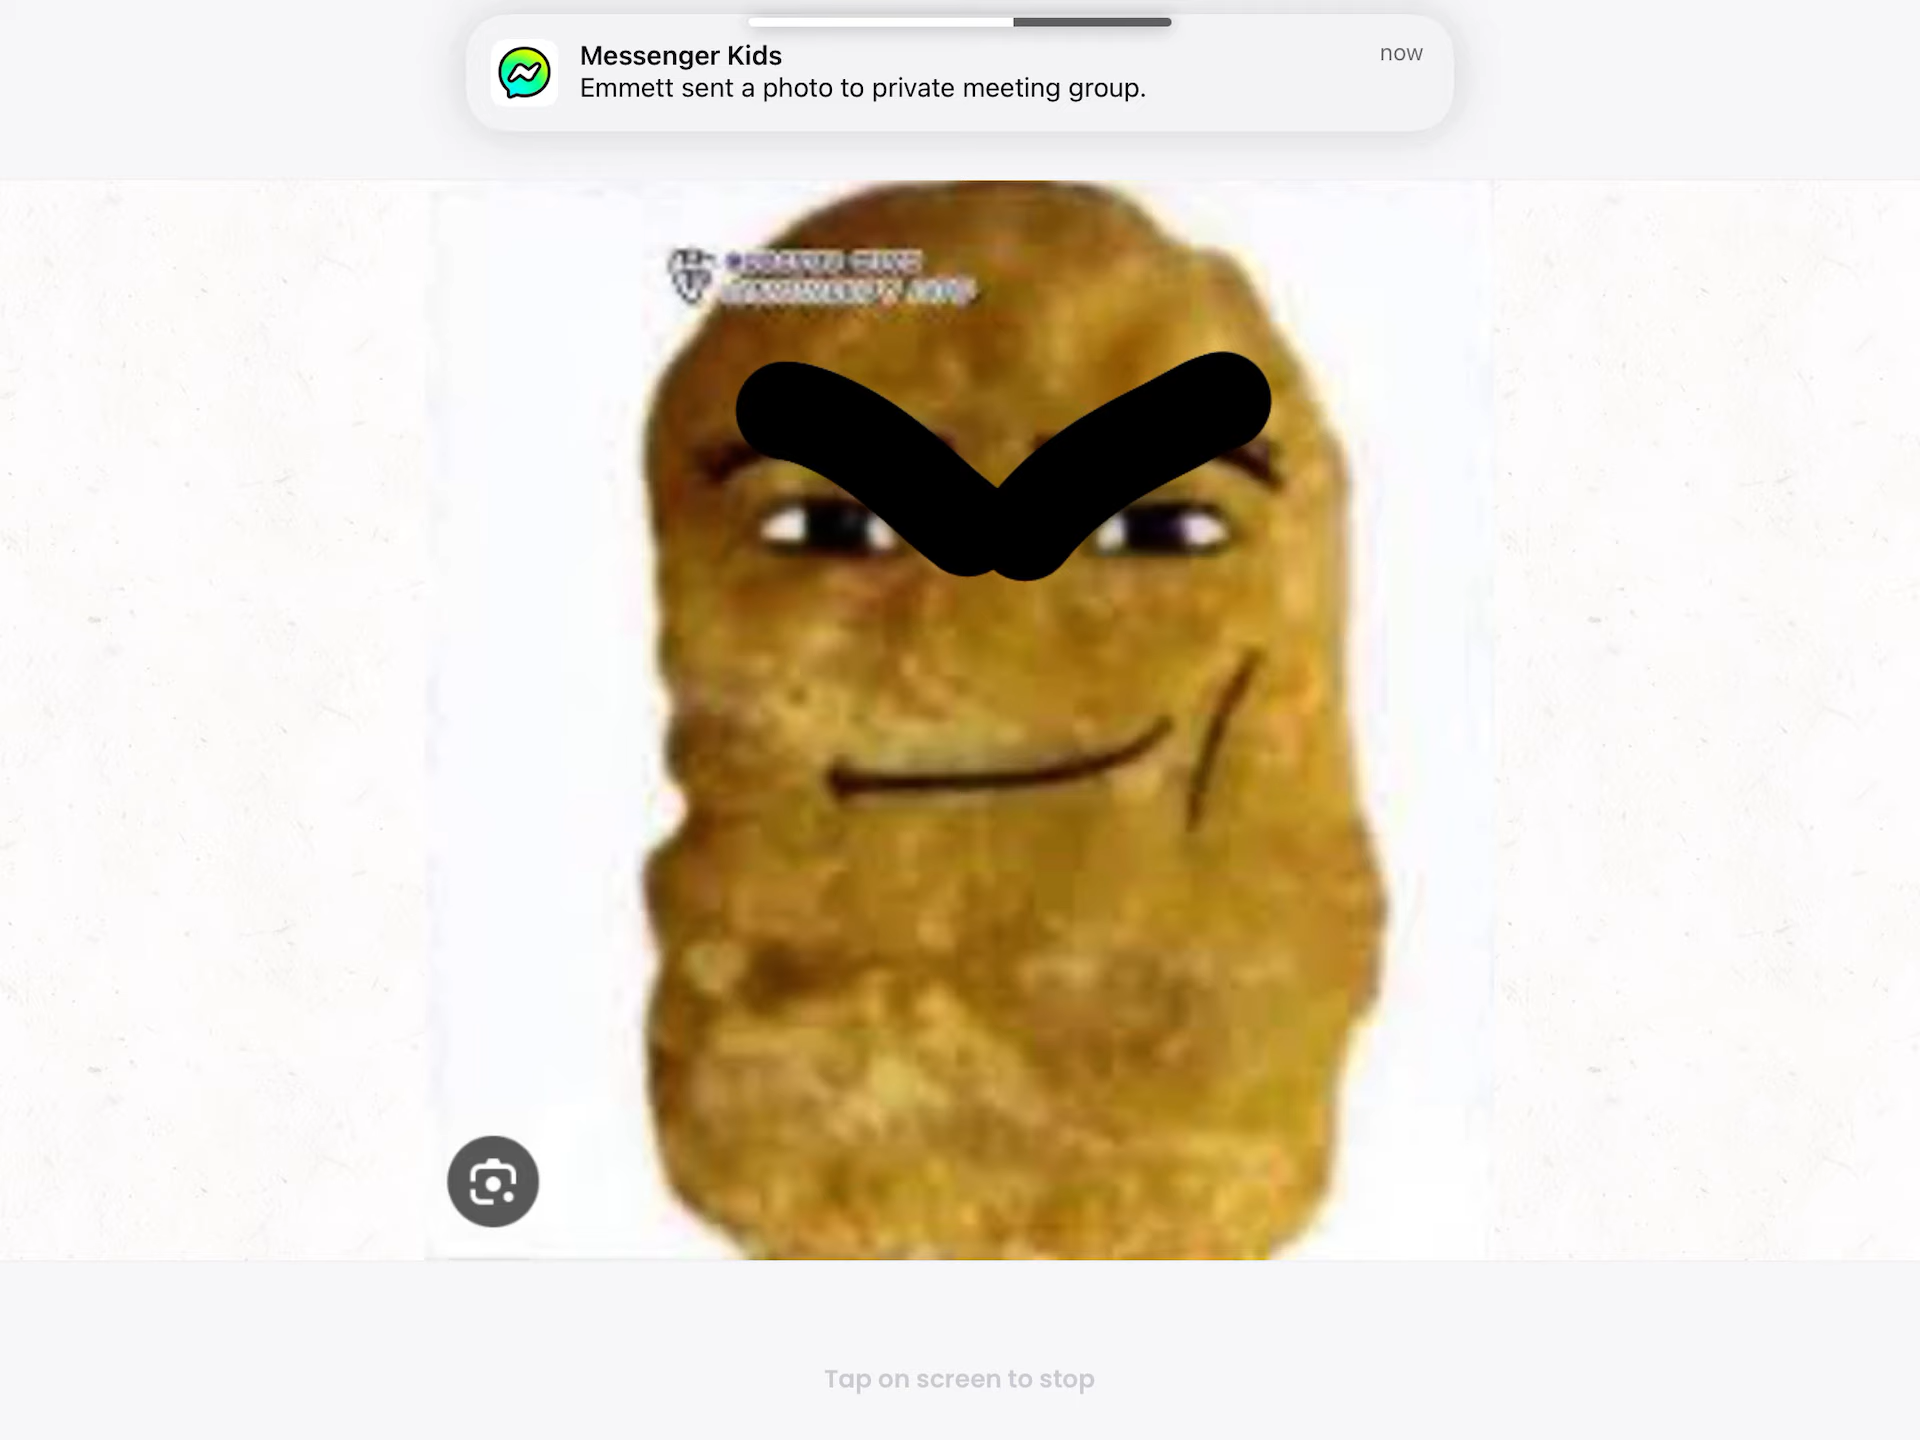 Messenger Kids
now
Emmett sent a photo to private meeting group.
Tap on screen to stop